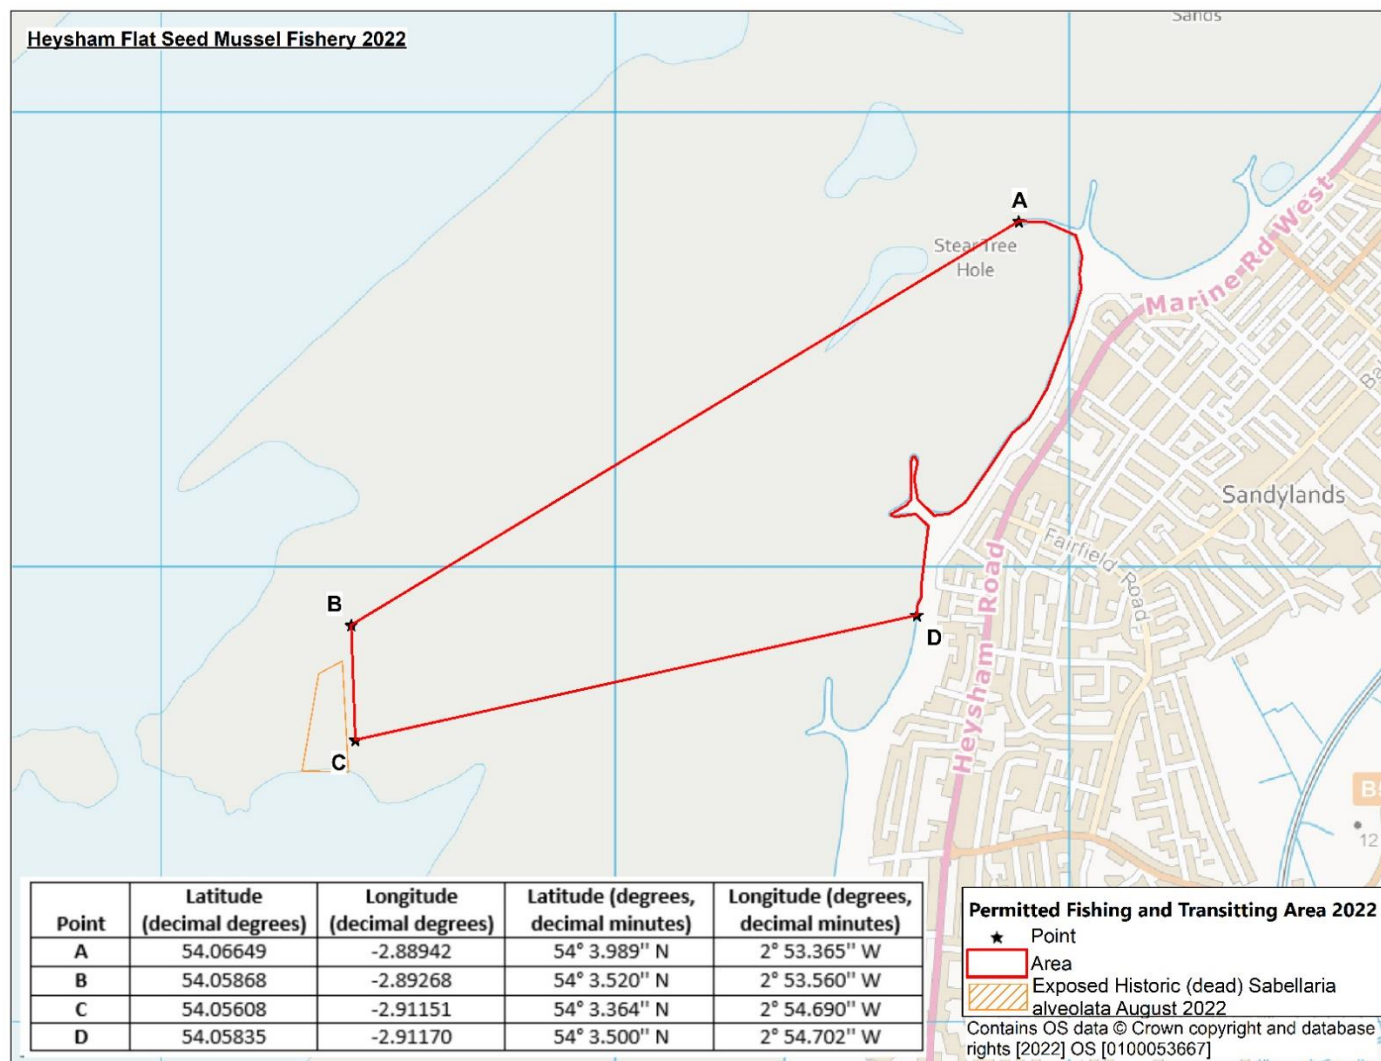 Sands
Heysham Flat Seed Mussel Fishery 2022
A
Stear Tree
Hole
Marine Rd West
Sandylands
Fairfield Road
Heysham Road
B
D
C
12
Point Latitude (decimal degrees) Longitude (decimal degrees) Latitude (degrees, decimal minutes) Longitude (degrees, decimal minutes)
A 54.06649 -2.88942 54° 3.989'' N 2° 53.365'' W
B 54.05868 -2.89268 54° 3.520'' N 2° 53.560'' W
C 54.05608 -2.91151 54° 3.364'' N 2° 54.690'' W
D 54.05835 -2.91170 54° 3.500'' N 2° 54.702'' W
Permitted Fishing and Transitting Area 2022
Point
Area
Exposed Historic (dead) Sabellaria
alveolata August 2022
Contains OS data © Crown copyright and database
rights [2022] OS [0100053667]